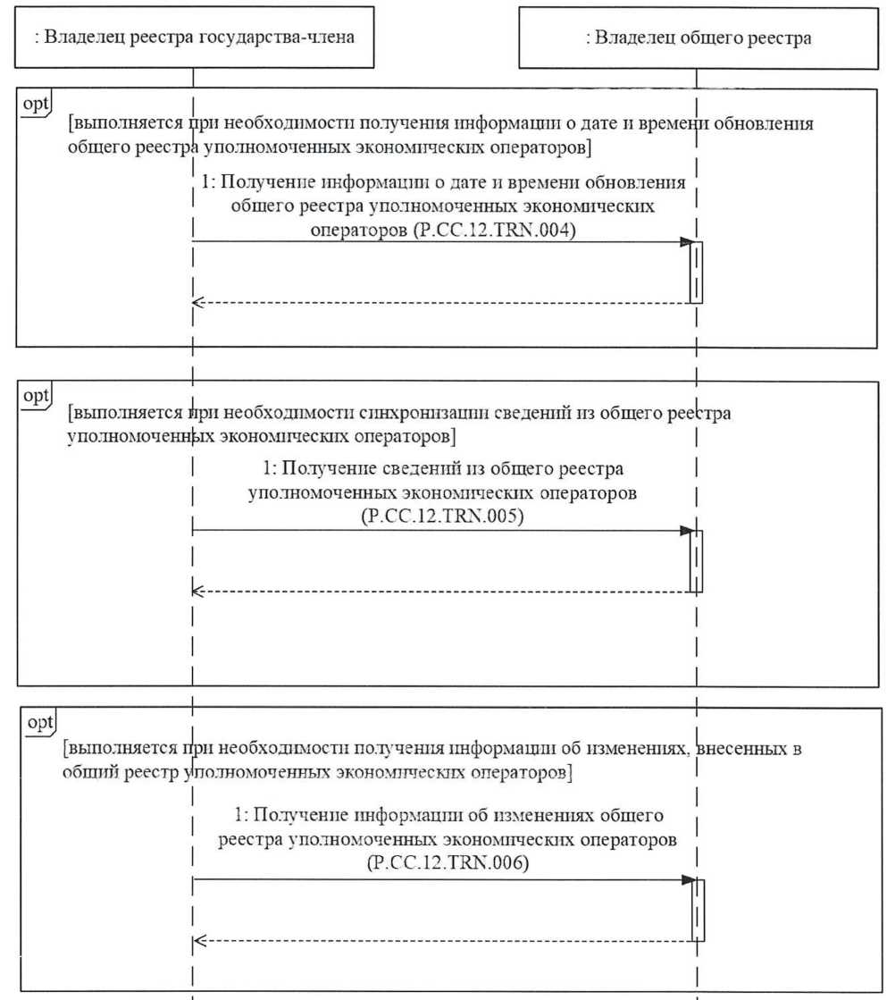 : Владелец реестра государства-члена
: Владелец общего реестра
opt
[выполняется при необходимости получения информации о дате и времени обновления
общего реестра уполномоченных экономических операторов]
1: Получение информации о дате и времени обновления
общего реестра уполномоченных экономических
операторов (P.CC.12.TRN.004)
opt
[выполняется при необходимости синхронизации сведений из общего реестра
уполномоченных экономических операторов]
1: Получение сведений из общего реестра
уполномоченных экономических операторов
(P.CC.12.TRN.005)
opt
[выполняется при необходимости получения информации об изменениях, внесенных в
общий реестр уполномоченных экономических операторов]
1: Получение информации об изменениях общего
реестра уполномоченных экономических операторов
(P.CC.12.TRN.006)